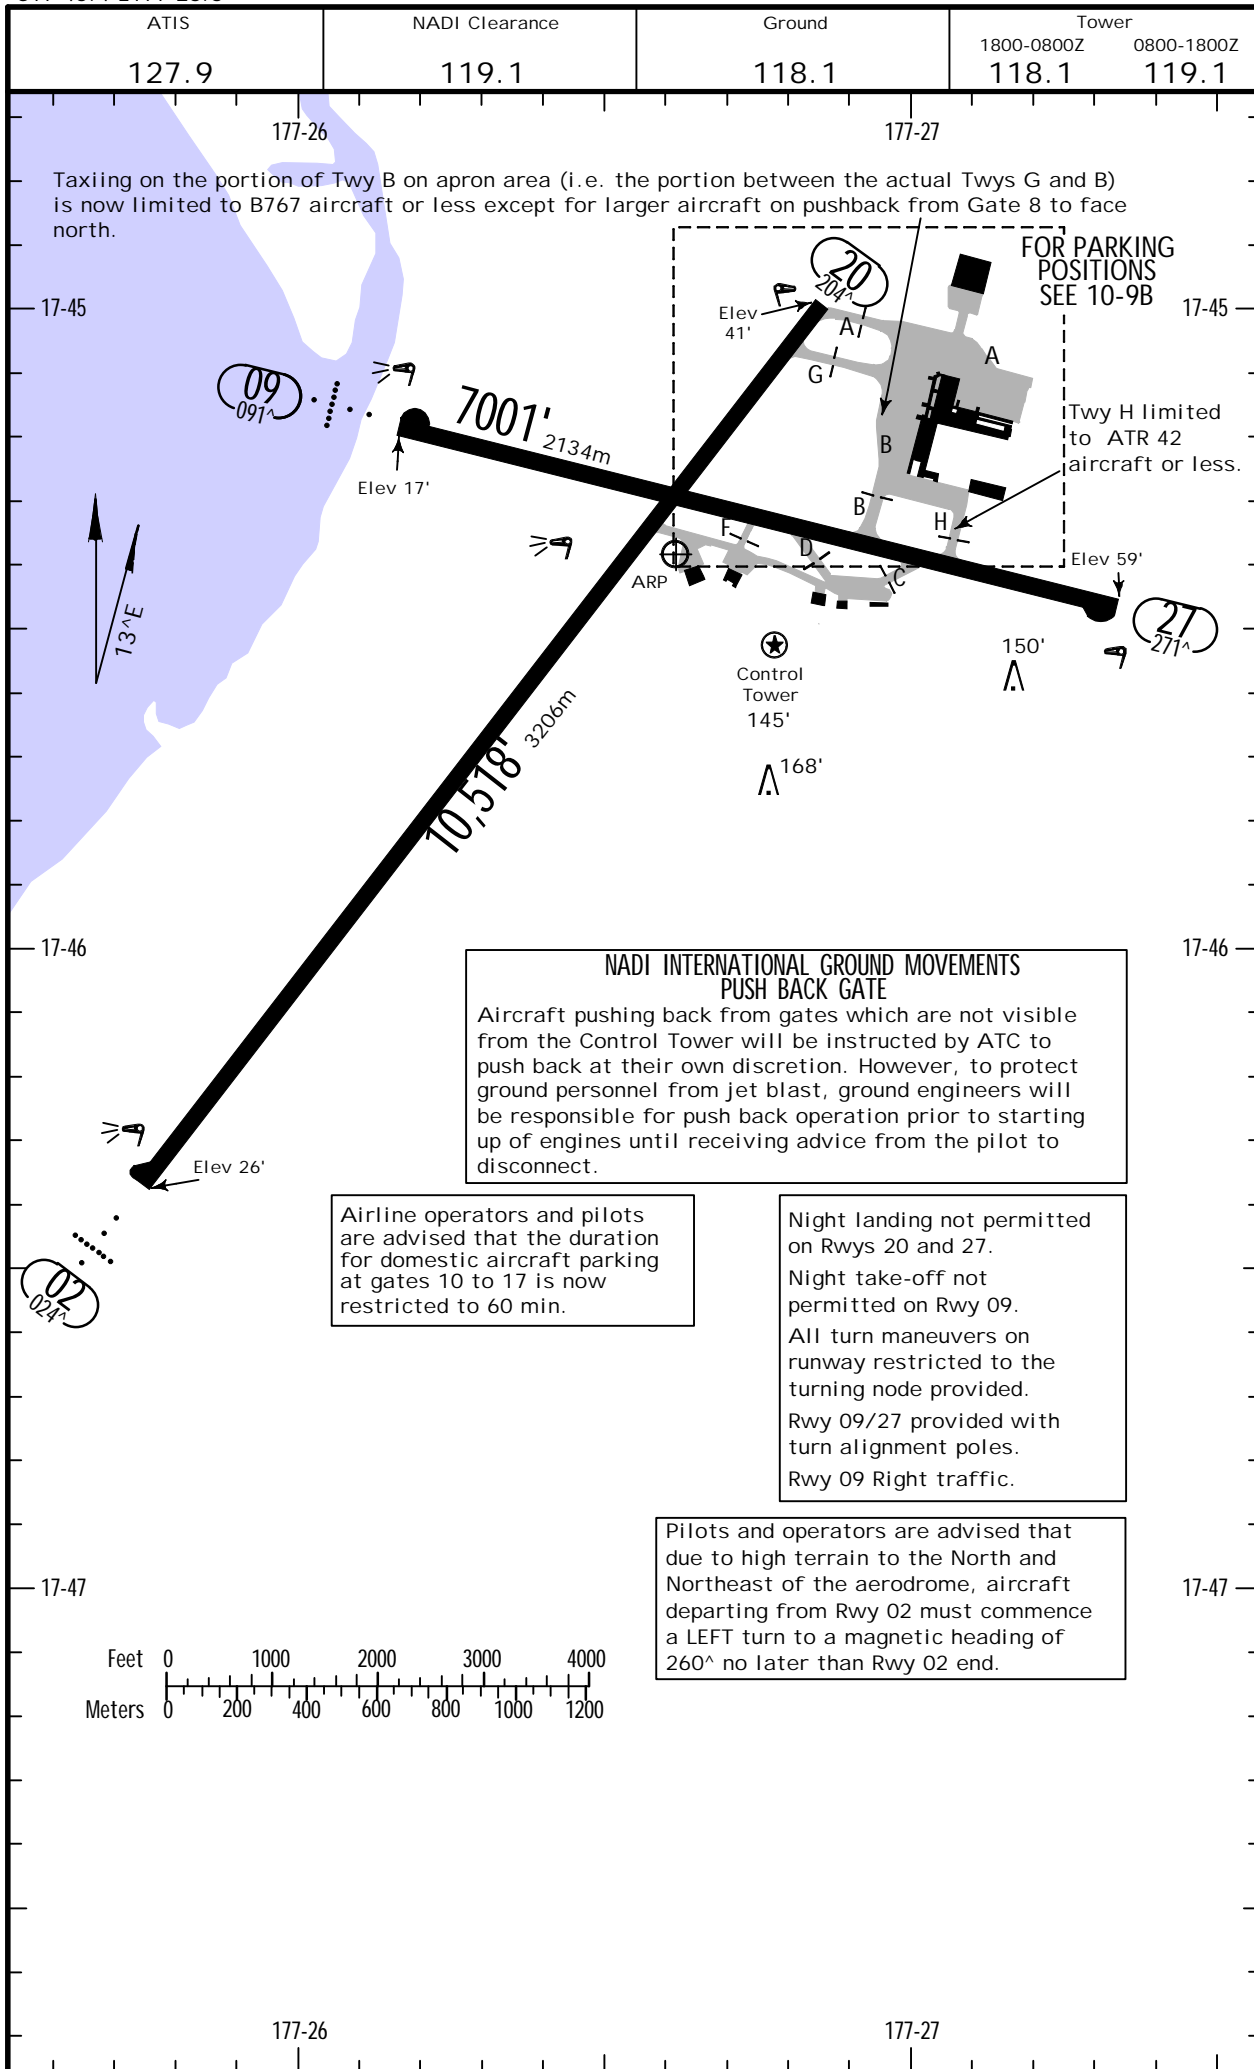 ATIS
NADI Clearance
Ground
Tower
1800-0800Z
0800-1800Z
127.9
119.1
118.1
118.1
119.1
177-26
177-27
Taxiing on the portion of Twy B on apron area (i.e. the portion between the actual Twys G and B)
is now limited to B767 aircraft or less except for larger aircraft on pushback from Gate 8 to face
north.
FOR PARKING
POSITIONS
SEE 10-9B
20
204^
17-45
17-45
Elev
41'
A
A
G
09
091^
7001'
2134m
Twy H limited
to ATR 42
aircraft or less.
B
Elev 17'
B
H
F
D
C
Elev 59'
ARP
13^E
27
271^
Control
Tower
145'
150'
168'
10,518'
3206m
17-46
17-46
NADI INTERNATIONAL GROUND MOVEMENTS
PUSH BACK GATE
Aircraft pushing back from gates which are not visible
from the Control Tower will be instructed by ATC to
push back at their own discretion. However, to protect
ground personnel from jet blast, ground engineers will
be responsible for push back operation prior to starting
up of engines until receiving advice from the pilot to
disconnect.
Elev 26'
02
024^
Airline operators and pilots
are advised that the duration
for domestic aircraft parking
at gates 10 to 17 is now
restricted to 60 min.
Night landing not permitted
on Rwys 20 and 27.
Night take-off not
permitted on Rwy 09.
All turn maneuvers on
runway restricted to the
turning node provided.
Rwy 09/27 provided with
turn alignment poles.
Rwy 09 Right traffic.
Pilots and operators are advised that
due to high terrain to the North and
Northeast of the aerodrome, aircraft
departing from Rwy 02 must commence
a LEFT turn to a magnetic heading of
260^ no later than Rwy 02 end.
17-47
17-47
Feet 0 1000 2000 3000 4000
Meters 0 200 400 600 800 1000 1200
177-26
177-27